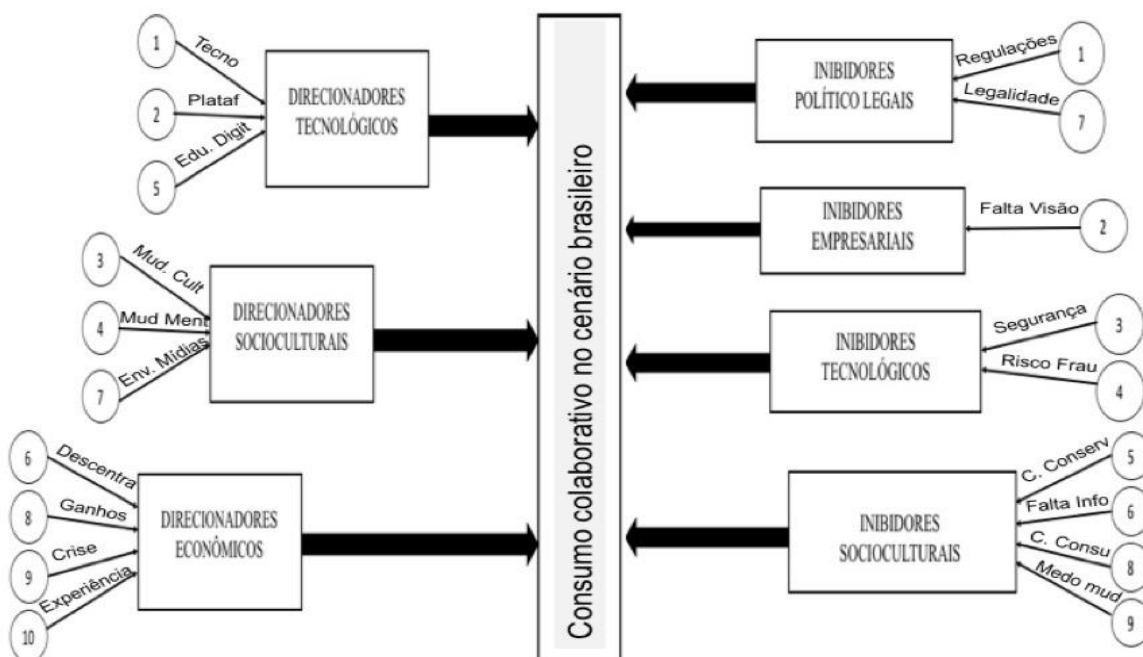 1
Tecno
2
Plataf
5
Edu. Digit
DIRECIONADORES
TECNOLÓGICOS
3
Mud. Cult
4
Mud Ment
7
Env. Mídias
DIRECIONADORES
SOCIOCULTURAIS
6
Descentra
8
Ganhos
9
Crise
10
Experiência
DIRECIONADORES
ECONÔMICOS
Consumo colaborativo no cenário brasileiro
INIBIDORES
POLÍTICO LEGAIS
Regulações
1
Legalidade
7
INIBIDORES
EMPRESARIAIS
Falta Visão
2
INIBIDORES
TECNOLÓGICOS
Segurança
3
Risco Frau
4
INIBIDORES
SOCIOCULTURAIS
C. Conserv
5
Falta Info
6
C. Consu
8
Medo mud
9